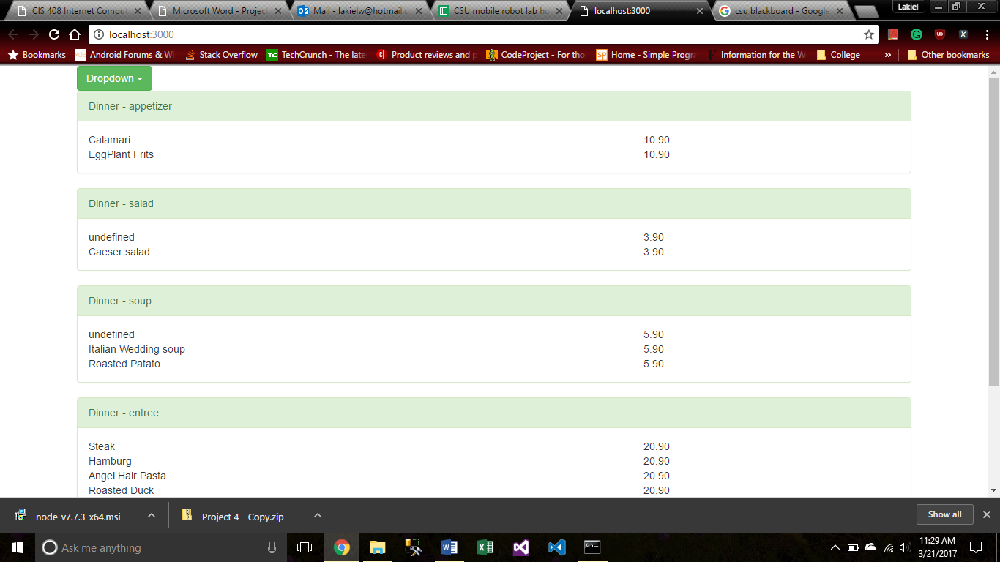 CIS 408 Internet Comput
Microsoft Word - Projec
Mail - lakielw@hotmail.c
CSU mobile robot lab ho
localhost:3000
csu blackboard - Google
Lakiel
localhost:3000
Bookmarks
Android Forums & W
Stack Overflow
TechCrunch - The late
Product reviews and p
CodeProject - For tho
Home - Simple Progra
Information for the W
College
»
Other bookmarks
Dropdown
Dinner - appetizer
Calamari 10.90
EggPlant Frits 10.90
Dinner - salad
undefined 3.90
Caeser salad 3.90
Dinner - soup
undefined 5.90
Italian Wedding soup 5.90
Roasted Patato 5.90
Dinner - entree
Steak 20.90
Hamburg 20.90
Angel Hair Pasta 20.90
Roasted Duck 20.90
node-v7.7.3-x64.msi
Project 4 - Copy.zip
Show all
Ask me anything
11:29 AM
3/21/2017